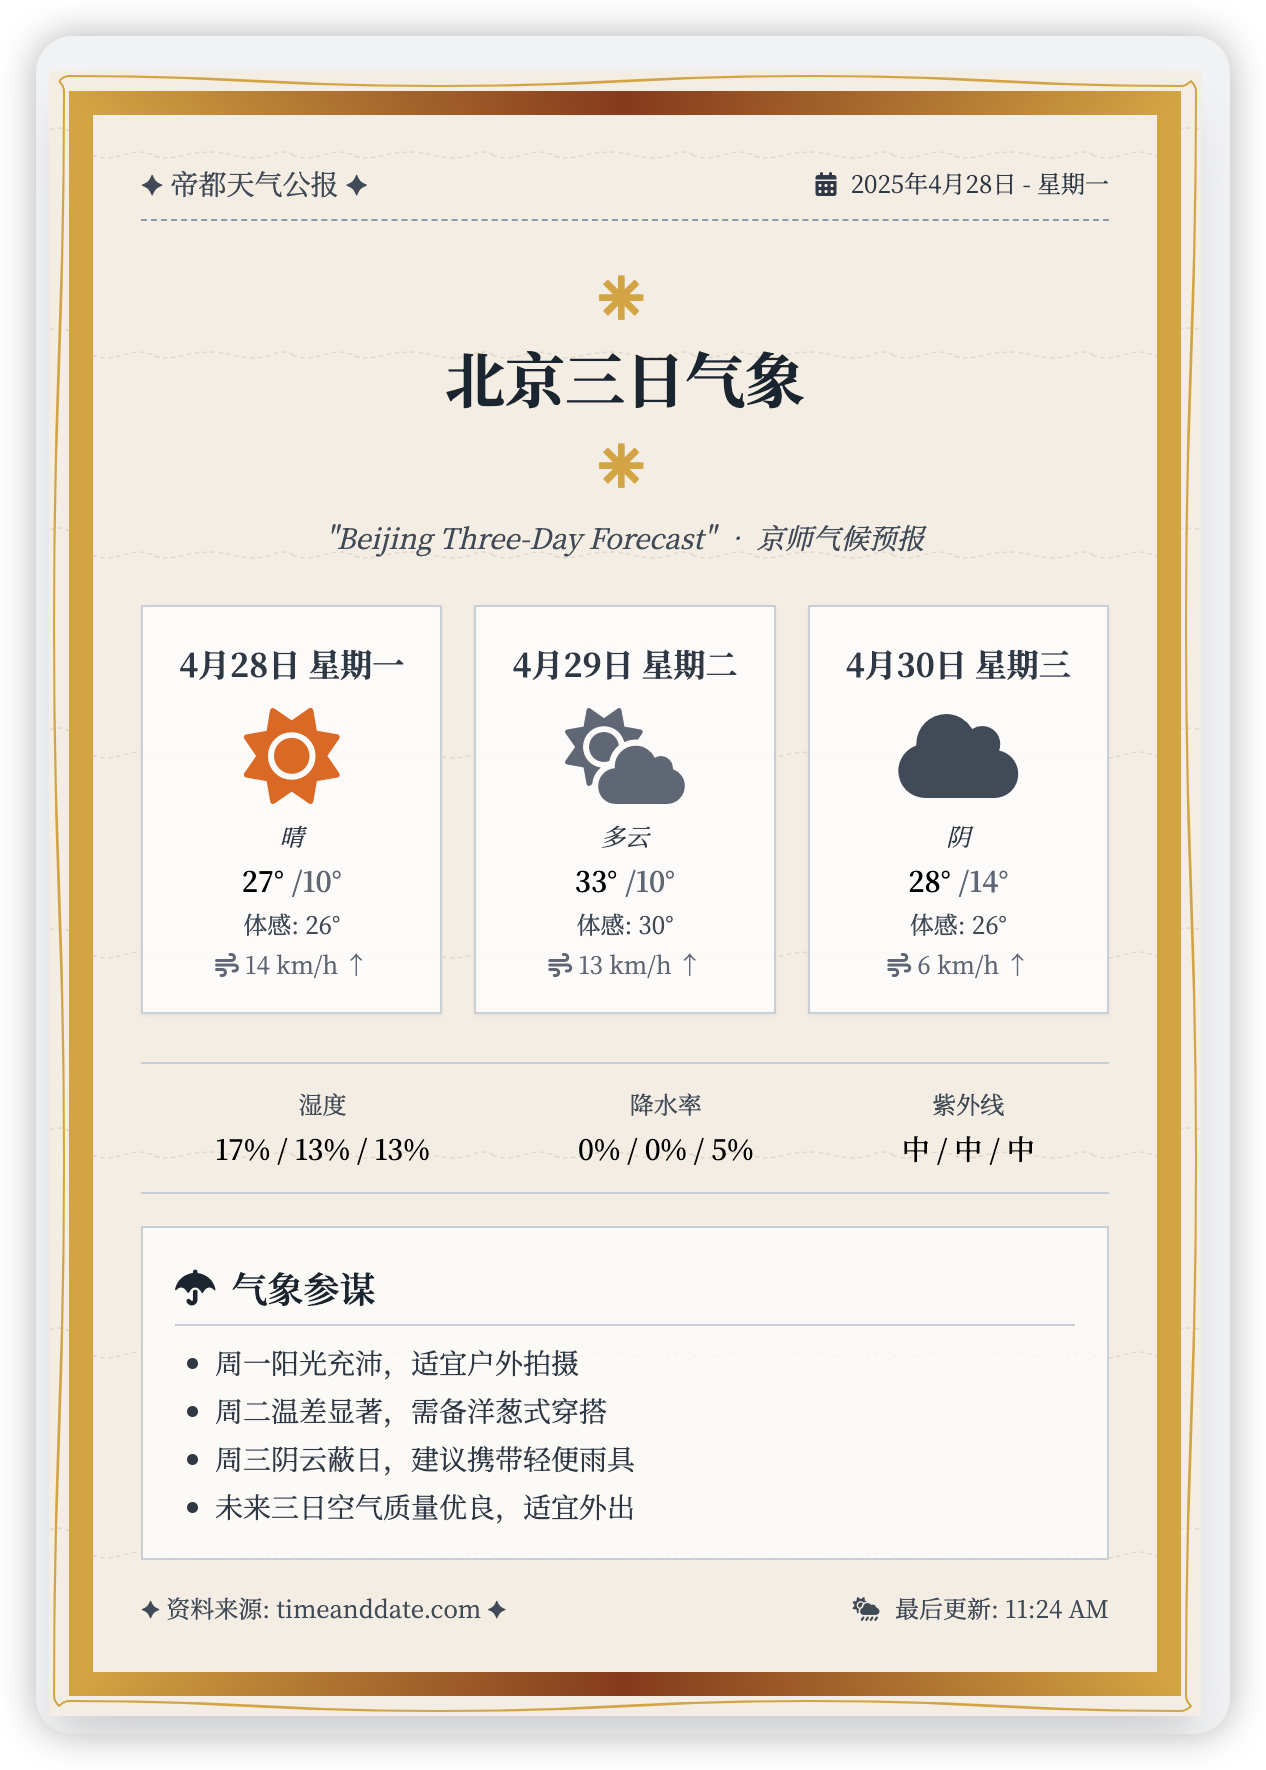 ✦ 帝都天气公报 ✦
2025年4月28日 - 星期一
北京三日气象
"Beijing Three-Day Forecast" · 京师气候预报
4月28日 星期一
晴
27° /10°
体感: 26°
14 km/h ↑
4月29日 星期二
多云
33° /10°
体感: 30°
13 km/h ↑
4月30日 星期三
阴
28° /14°
体感: 26°
6 km/h ↑
湿度
17% / 13% / 13%
降水率
0% / 0% / 5%
紫外线
中 / 中 / 中
气象参谋
周一阳光充沛，适宜户外拍摄
周二温差显著，需备洋葱式穿搭
周三阴云蔽日，建议携带轻便雨具
未来三日空气质量优良，适宜外出
✦ 资料来源: timeanddate.com ✦
最后更新: 11:24 AM